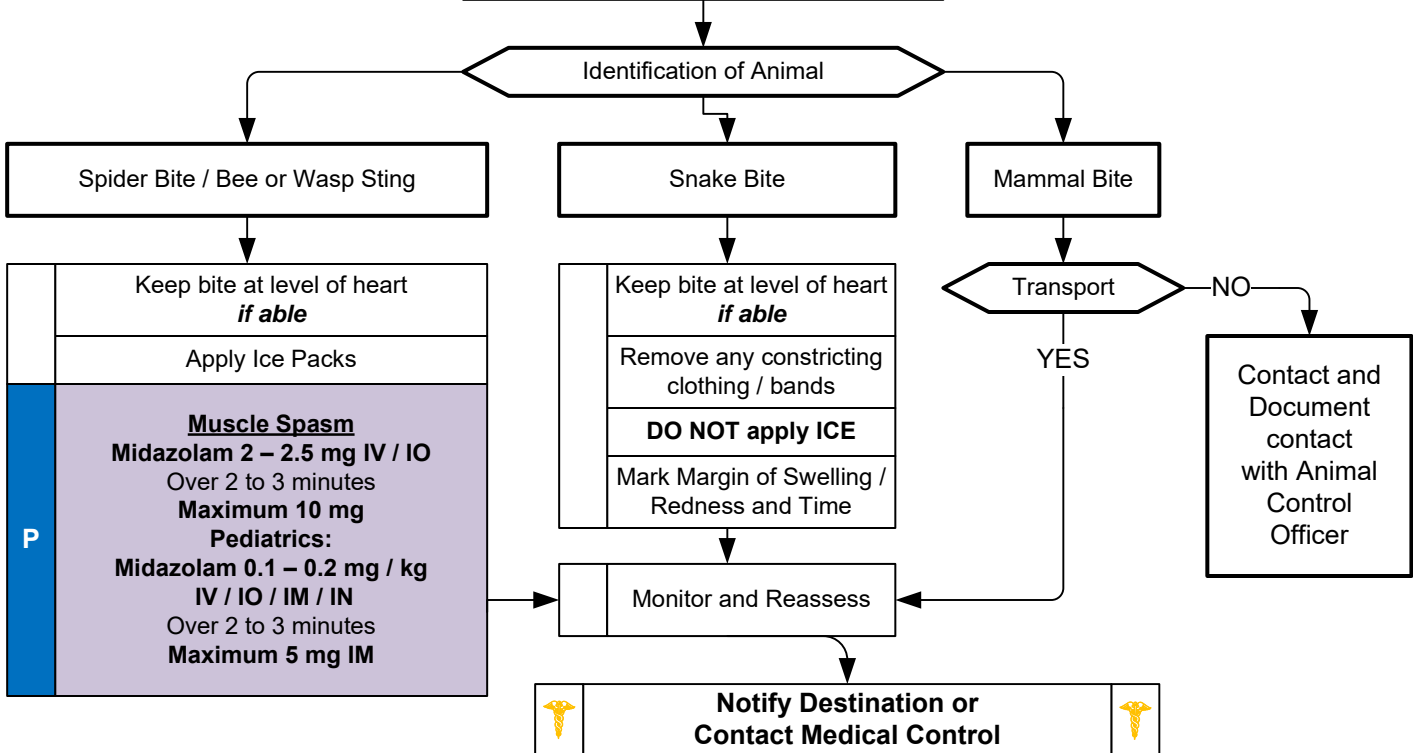 Identification of Animal
Spider Bite / Bee or Wasp Sting
Snake Bite
Mammal Bite
Keep bite at level of heart
if able
Apply Ice Packs
P
Muscle Spasm
Midazolam 2 – 2.5 mg IV / IO
Over 2 to 3 minutes
Maximum 10 mg
Pediatrics:
Midazolam 0.1 – 0.2 mg / kg
IV / IO / IM / IN
Over 2 to 3 minutes
Maximum 5 mg IM
Keep bite at level of heart
if able
Remove any constricting
clothing / bands
DO NOT apply ICE
Mark Margin of Swelling /
Redness and Time
Transport
NO
YES
Contact and
Document
contact
with Animal
Control
Officer
Monitor and Reassess
Notify Destination or
Contact Medical Control